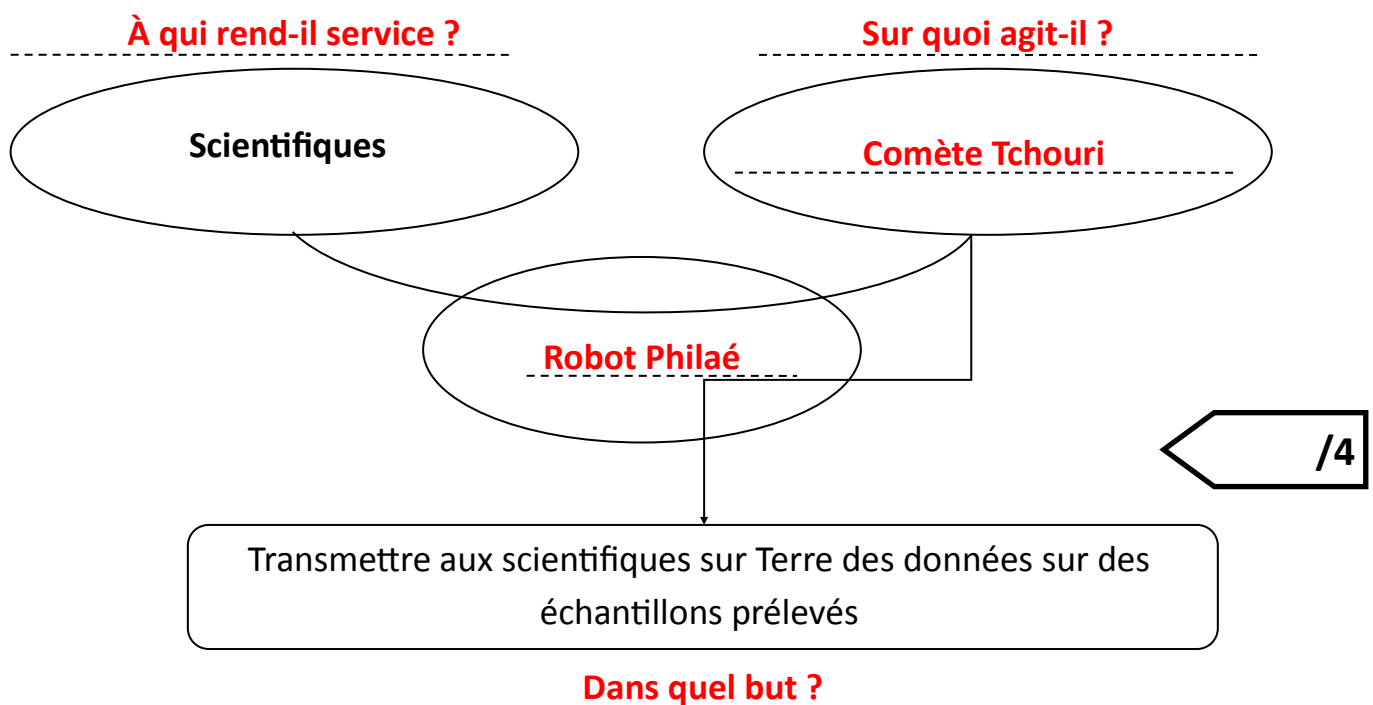 À qui rend-il service ?
Sur quoi agit-il ?
Scientifiques
Comète Tchouri
Robot Philaé
/4
Transmettre aux scientifiques sur Terre des données sur des
échantillons prélevés
Dans quel but ?